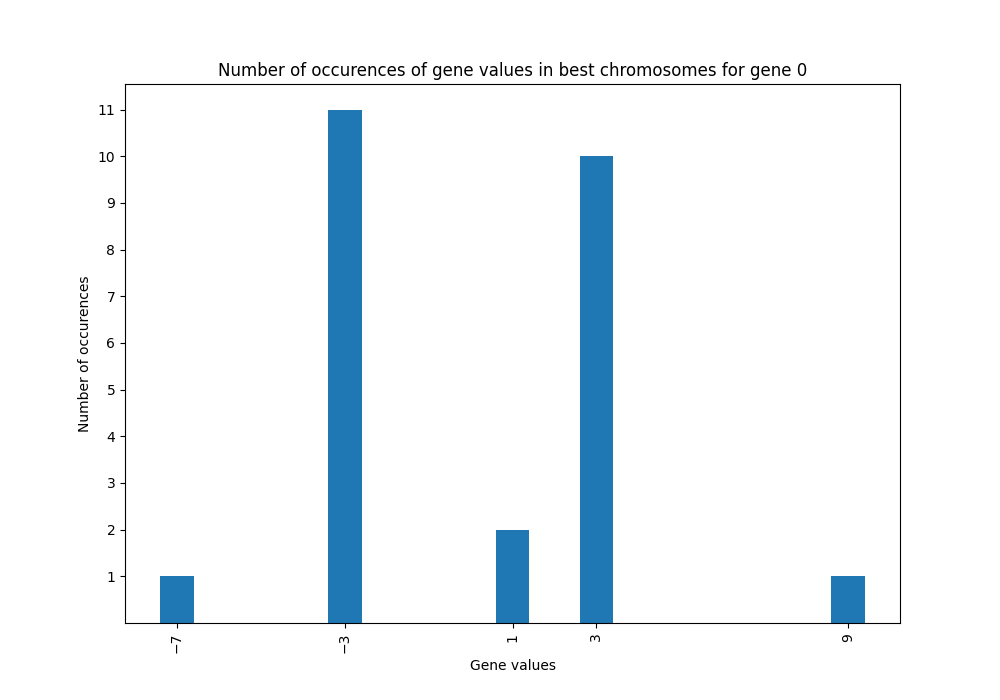 Number of occurences of gene values in best chromosomes for gene 0
11
10
9
8
7
6
5
4
3
2
1
Number of occurences
−7 −3 1 3 9
Gene values